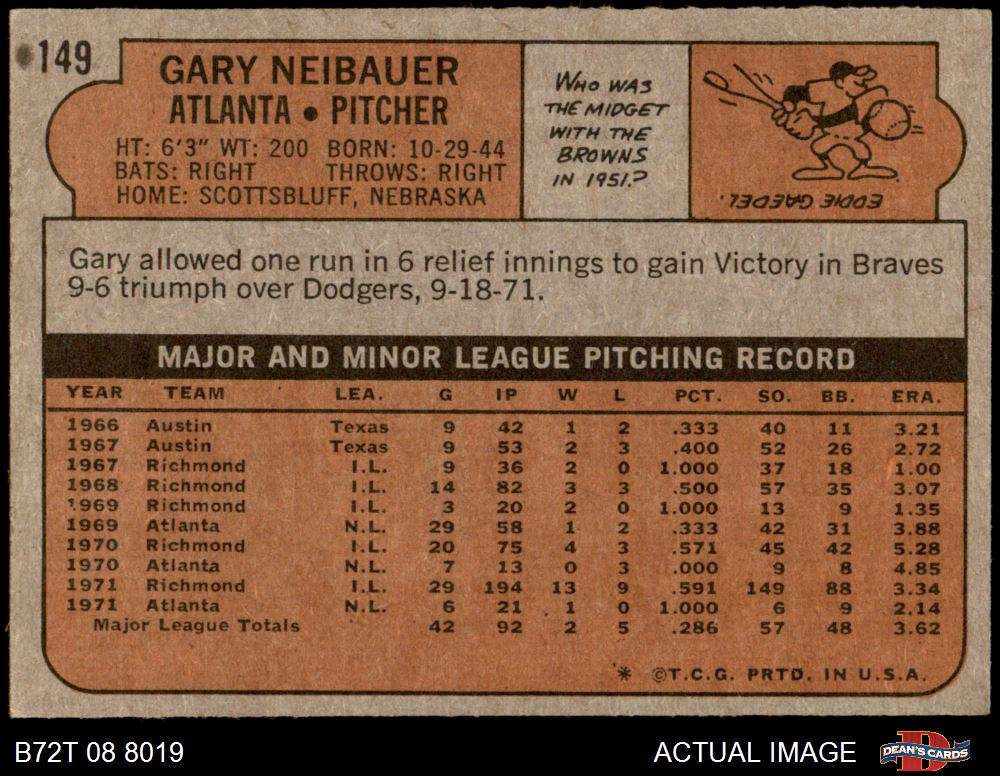 149
GARY NEIBAUER
ATLANTA • PITCHER
HT: 6'3" WT: 200 BORN: 10-29-44
BATS: RIGHT THROWS: RIGHT
HOME: SCOTTSBLUFF, NEBRASKA
WHO WAS
THE MIDGET
WITH THE
BROWNS
IN 1951?
EDDIE GAEDEL.
Gary allowed one run in 6 relief innings to gain Victory in Braves
9-6 triumph over Dodgers, 9-18-71.
MAJOR AND MINOR LEAGUE PITCHING RECORD
YEAR TEAM LEA. G IP W L PCT. SO. BB. ERA.
1966 Austin Texas 9 42 1 2 .333 40 11 3.21
1967 Austin Texas 9 53 2 3 .400 52 26 2.72
1967 Richmond I.L. 9 36 2 0 1.000 37 18 1.00
1968 Richmond I.L. 14 82 3 3 .500 57 35 3.07
1969 Richmond I.L. 3 20 2 0 1.000 13 9 1.35
1969 Atlanta N.L. 29 58 1 2 .333 42 31 3.88
1970 Richmond I.L. 20 75 4 3 .571 45 42 5.28
1970 Atlanta N.L. 7 13 0 3 .000 9 8 4.85
1971 Richmond I.L. 29 194 13 9 .591 149 88 3.34
1971 Atlanta N.L. 6 21 1 0 1.000 6 9 2.14
Major League Totals 42 92 2 5 .286 57 48 3.62
* ©T.C.G. PRTD. IN U.S.A.
B72T 08 8019 ACTUAL IMAGE DEAN'S CARDS